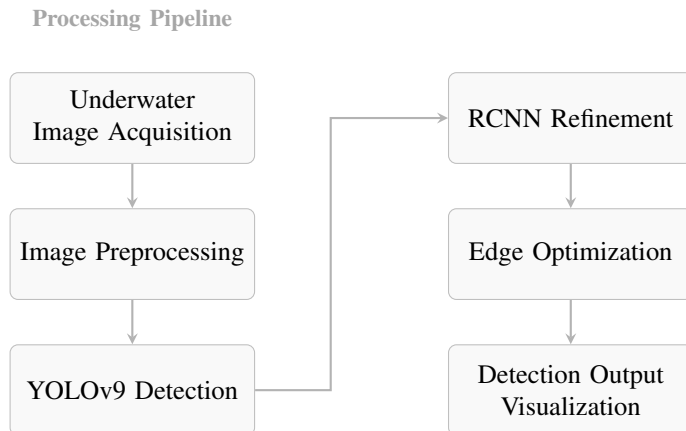 Processing Pipeline
Underwater
Image Acquisition
Image Preprocessing
YOLOv9 Detection
RCNN Refinement
Edge Optimization
Detection Output
Visualization